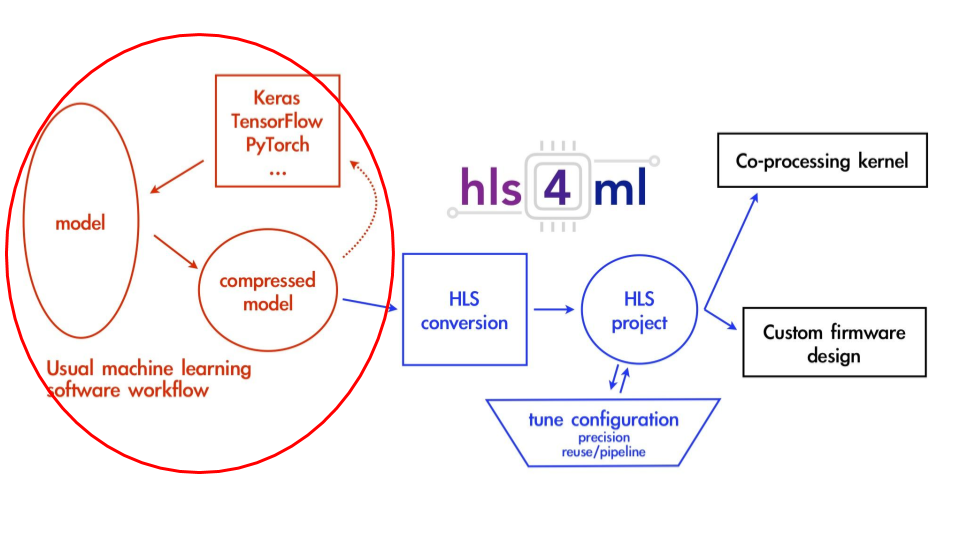 Keras
TensorFlow
PyTorch
...
model
compressed
model
Usual machine learning
software workflow
hls 4 ml
HLS
conversion
HLS
project
tune configuration
precision
reuse/pipeline
Co-processing kernel
Custom firmware
design